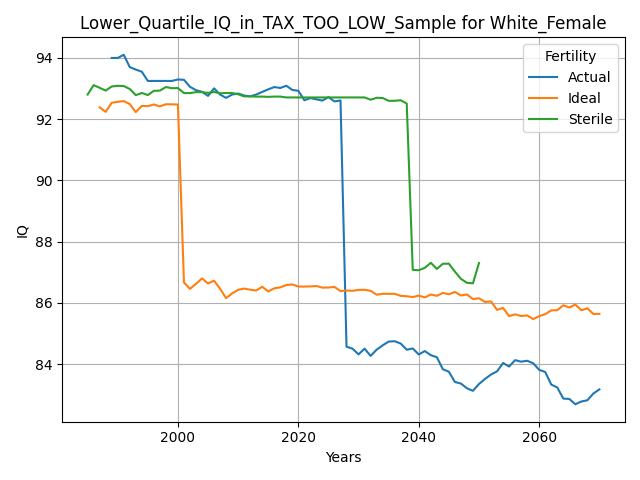 Lower_Quartile_IQ_in_TAX_TOO_LOW_Sample for White_Female
Fertility
Actual
Ideal
Sterile
94
92
90
88
86
84
IQ
2000
2020
2040
2060
Years